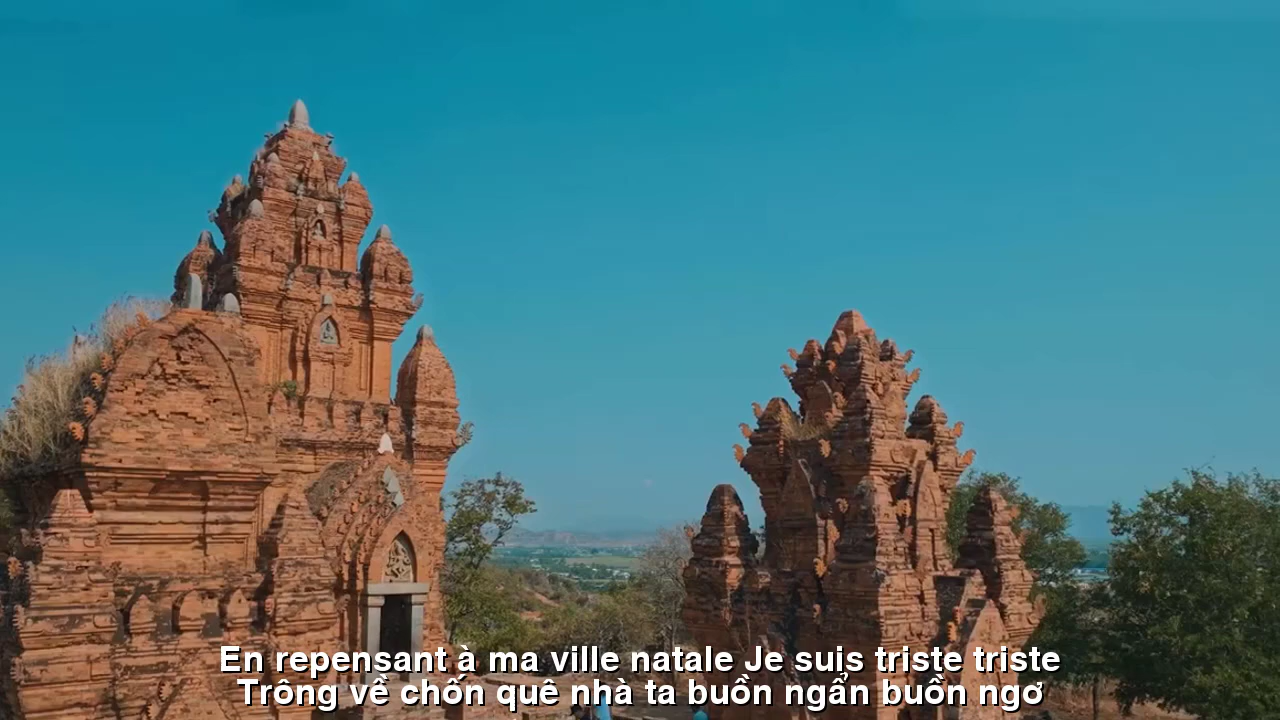 En repensant à ma ville natale Je suis triste triste
Trông về chốn quê nhà ta buồn ngẩn buồn ngơ